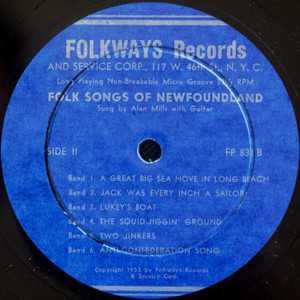 FOLKWAYS Records
AND SERVICE CORP., 117 W. 46th St., N. Y. C.
Long Playing Non-Breakable Micro Groove 33⅓ RPM
FOLK SONGS OF NEWFOUNDLAND
Sung by Alan Mills with Guitar
SIDE II FP 831 B
Band 1. A GREAT BIG SEA HOVE IN LONG BEACH
Band 2. JACK WAS EVERY INCH A SAILOR
Band 3. LUKEY'S BOAT
Band 4. THE SQUID-JIGGIN' GROUND
Band 5. TWO JINKERS
Band 6. ANTI-CONFEDERATION SONG
Copyright 1953 by Folkways Records
& Service Corp.